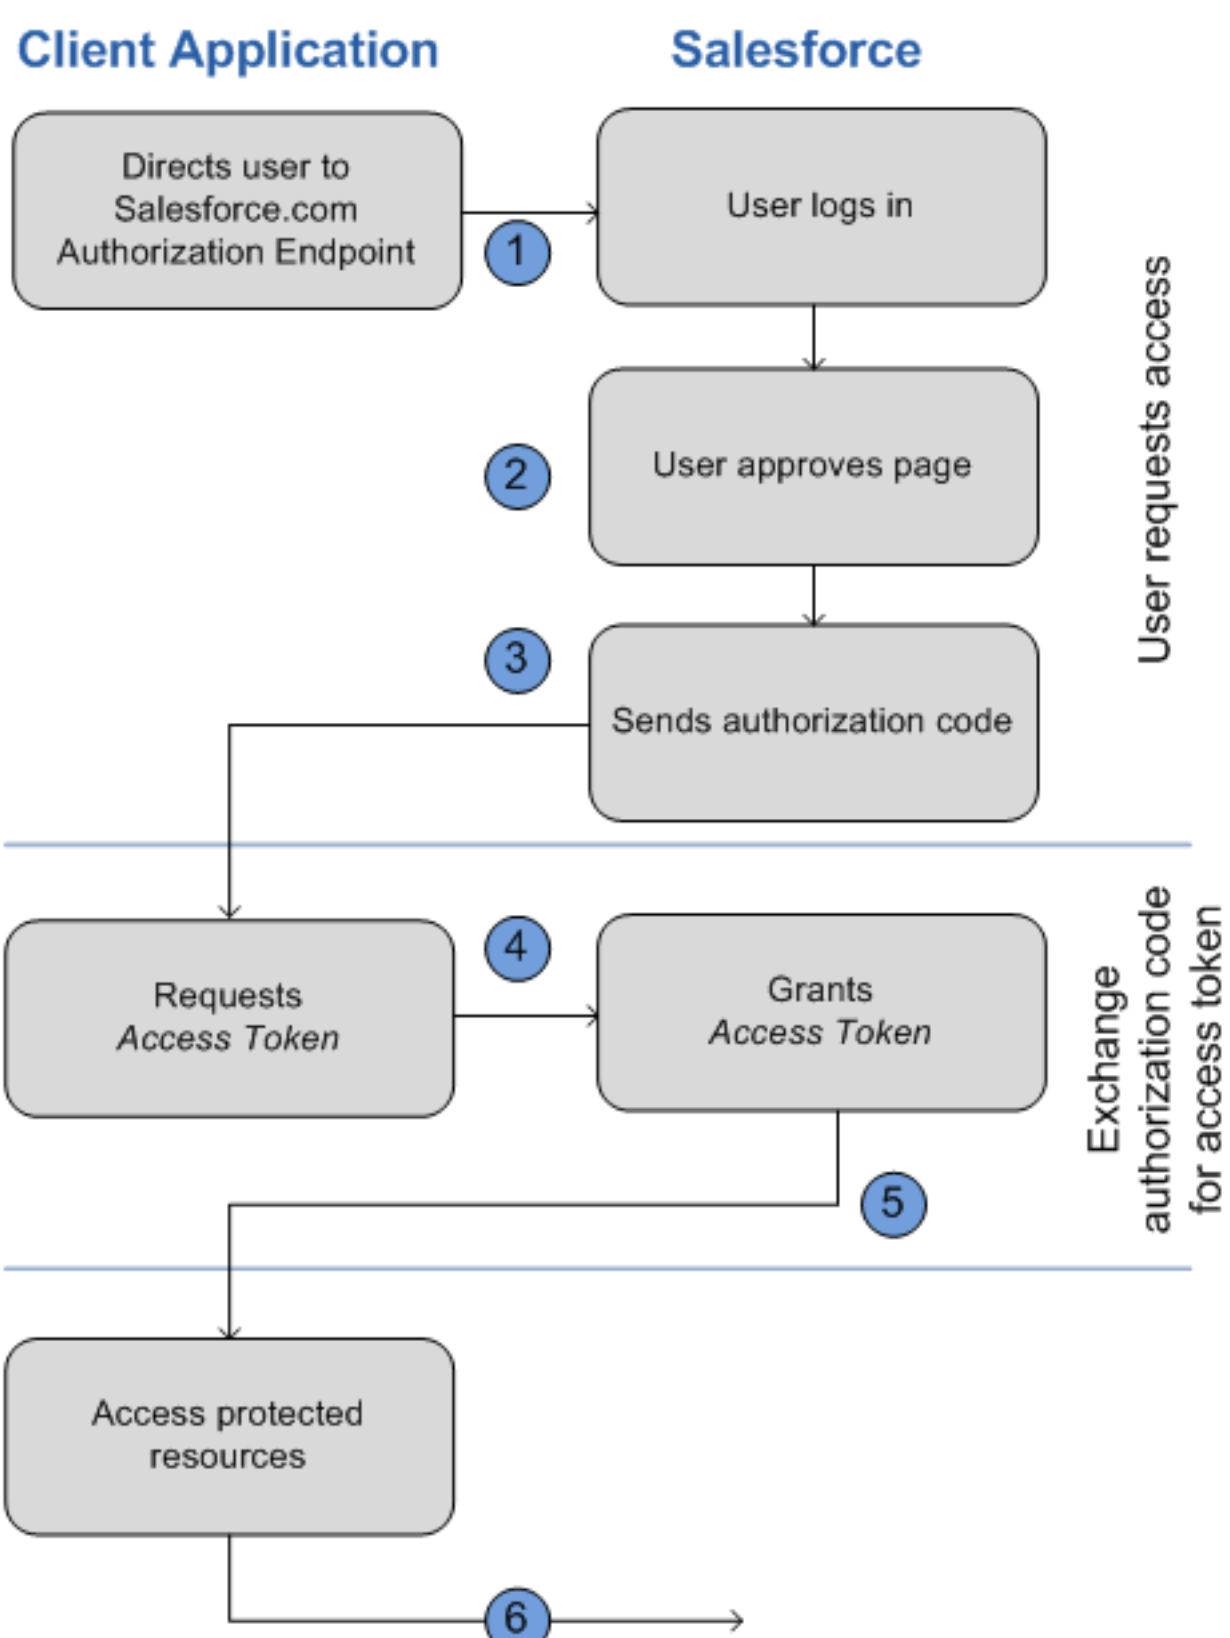 Client Application
Salesforce
Directs user to
Salesforce.com
Authorization Endpoint
1
User logs in
2
User approves page
3
Sends authorization code
User requests access
Requests
Access Token
4
Grants
Access Token
5
Exchange
authorization code
for access token
Access protected
resources
6